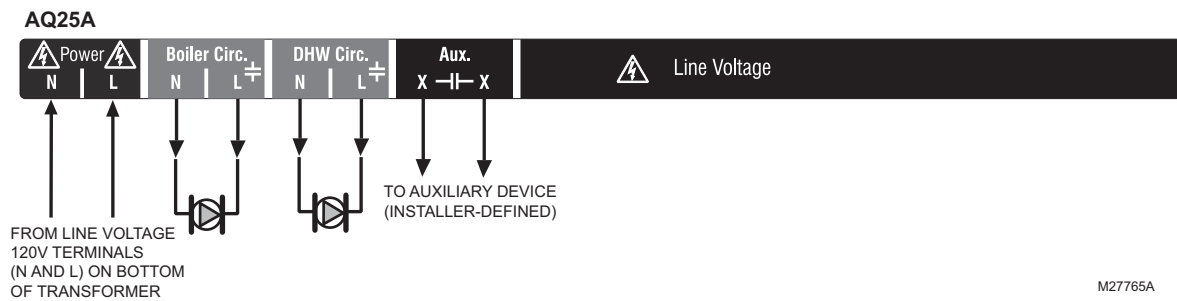 AQ25A
Power
N L
Boiler Circ.
N L
DHW Circ.
N L
Aux.
X X
Line Voltage
TO AUXILIARY DEVICE
(INSTALLER-DEFINED)
FROM LINE VOLTAGE
120V TERMINALS
(N AND L) ON BOTTOM
OF TRANSFORMER
M27765A